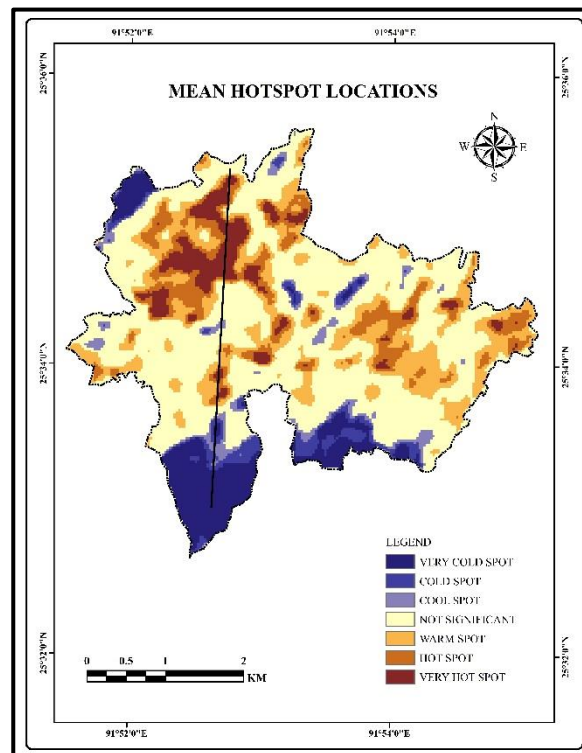 91°52'0"E 91°54'0"E
25°36'0"N 25°36'0"N
MEAN HOTSPOT LOCATIONS
N
W E
S
25°34'0"N 25°34'0"N
LEGEND
VERY COLD SPOT
COLD SPOT
COOL SPOT
NOT SIGNIFICANT
WARM SPOT
HOT SPOT
VERY HOT SPOT
25°32'0"N 25°32'0"N
0 0.5 1 2
KM
91°52'0"E 91°54'0"E